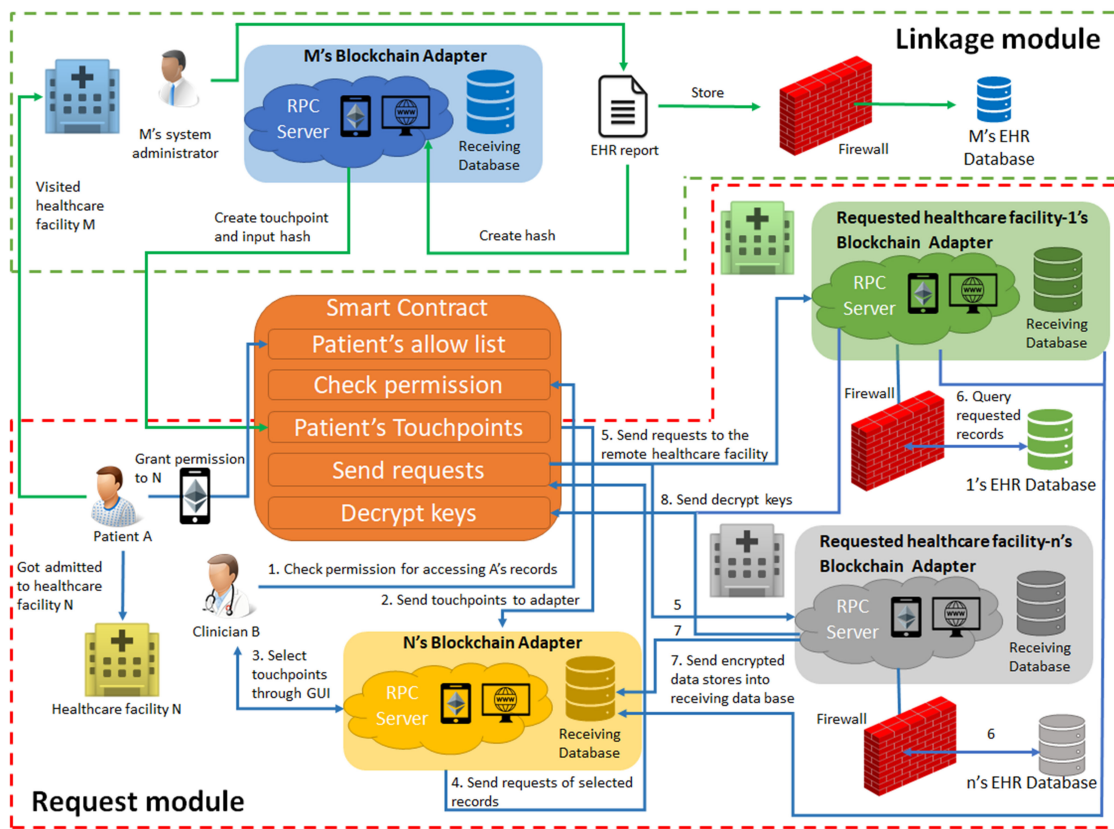 Linkage module
M's Blockchain Adapter
RPC
Server
WWW
Receiving
Database
M's system
administrator
EHR report
Store
Firewall
M's EHR
Database
Visited
healthcare
facility M
Create touchpoint
and input hash
Create hash
Requested healthcare facility-1's
Blockchain Adapter
RPC
Server
WWW
Receiving
Database
Smart Contract
Patient's allow list
Check permission
Patient's Touchpoints
Send requests
Decrypt keys
Firewall
6. Query
requested
records
1's EHR Database
5. Send requests to the
remote healthcare facility
8. Send decrypt keys
Grant permission
to N
Patient A
Got admitted
to healthcare
facility N
Healthcare facility N
1. Check permission for accessing A's records
2. Send touchpoints to adapter
Clinician B
3. Select
touchpoints
through GUI
N's Blockchain Adapter
RPC
Server
WWW
Receiving
Database
4. Send requests of selected
records
5
7
7. Send encrypted
data stores into
receiving data base
Requested healthcare facility-n's
Blockchain Adapter
RPC
Server
WWW
Receiving
Database
Firewall
6
n's EHR Database
Request module